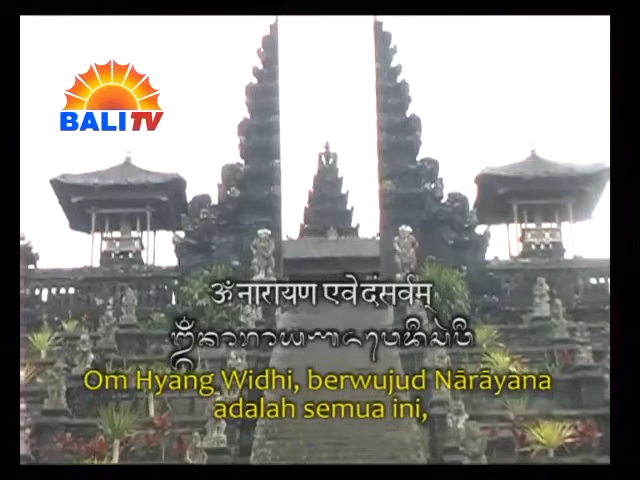 BALI TV
ॐ नारायण एवेदंसर्वम्
Om Hyang Widhi, berwujud Nārāyana
adalah semua ini,